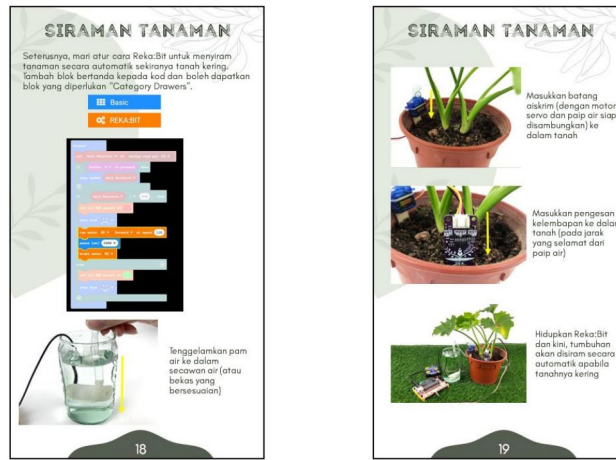 SIRAMAN TANAMAN
Seterusnya, mari atur cara Reka:Bit untuk menyiram
tanaman secara automatik sekiranya tanah kering.
Tambah blok bertanda kepada kod dan boleh dapatkan
blok yang diperlukan "Category Drawers".
Basic
REKA:BIT
Tenggelamkan pam
air ke dalam
secawan air (atau
bekas yang
bersesuaian)
18
SIRAMAN TANAMAN
Masukkan batang
aiskrim (dengan motor
servo dan paip air siap
disambungkan) ke
dalam tanah
Masukkan pengesan
kelembapan ke dalam
tanah (pada jarak
yang selamat dari
paip air)
Hidupkan Reka:Bit
dan kini, tumbuhan
akan disiram secara
automatik apabila
tanahnya kering
19